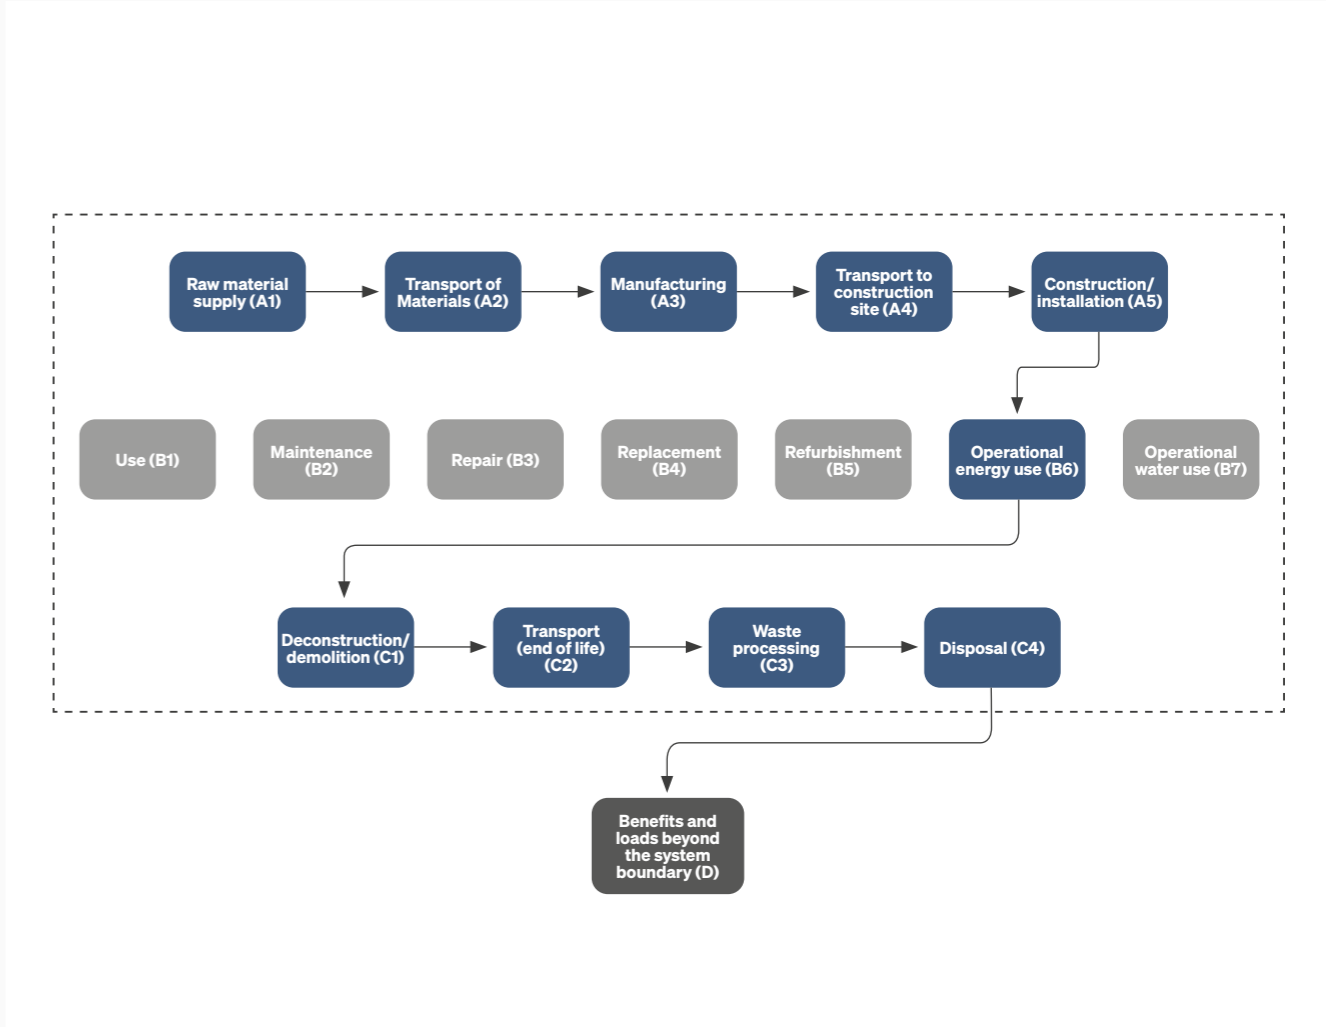 Raw material
supply (A1)
Transport of
Materials (A2)
Manufacturing
(A3)
Transport to
construction
site (A4)
Construction/
installation (A5)
Use (B1)
Maintenance
(B2)
Repair (B3)
Replacement
(B4)
Refurbishment
(B5)
Operational
energy use (B6)
Operational
water use (B7)
Deconstruction/
demolition (C1)
Transport
(end of life)
(C2)
Waste
processing
(C3)
Disposal (C4)
Benefits and
loads beyond
the system
boundary (D)